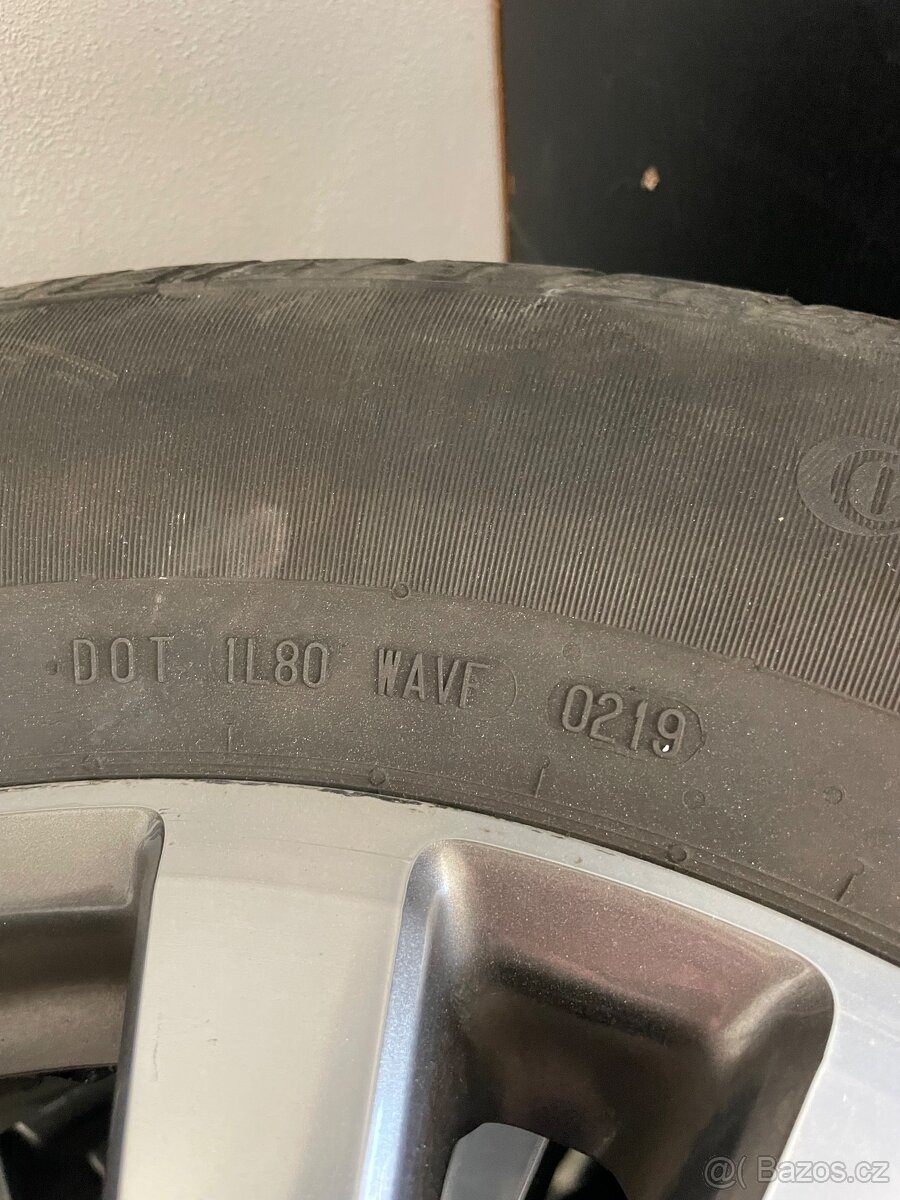 DOT 1L80 WAVF 0219
@( Bazos.cz